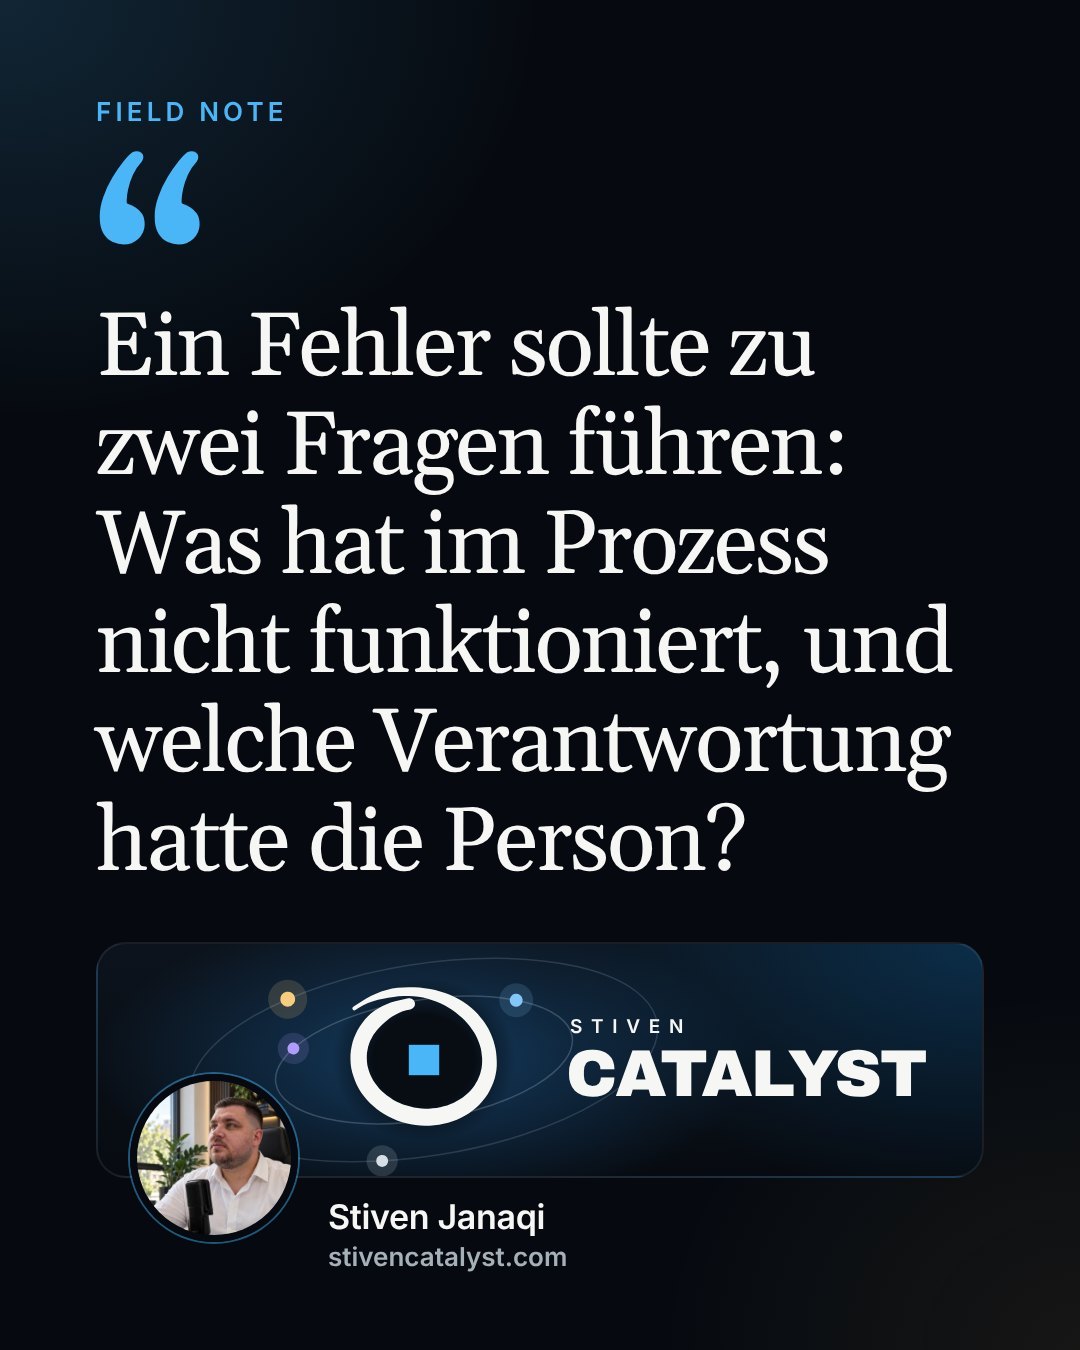 FIELD NOTE
“
Ein Fehler sollte zu
zwei Fragen führen:
Was hat im Prozess
nicht funktioniert, und
welche Verantwortung
hatte die Person?
STIVEN
CATALYST
Stiven Janaqi
stivencatalyst.com